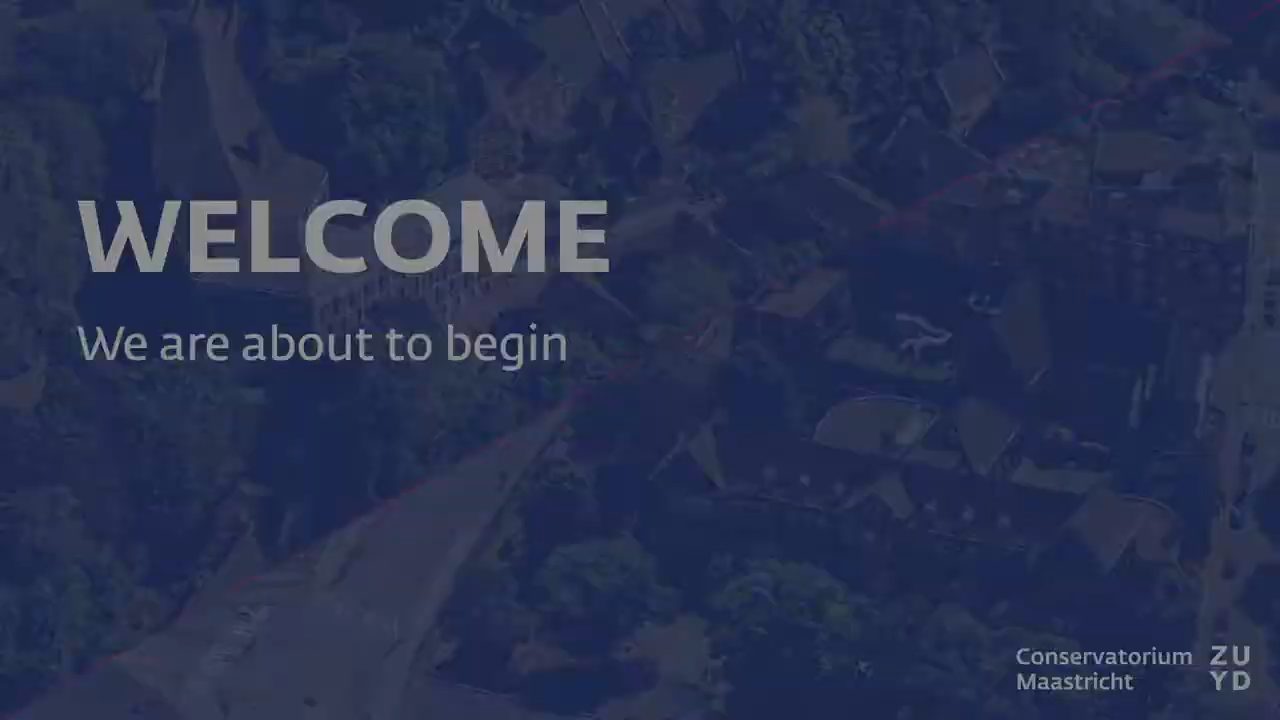 WELCOME
We are about to begin
Conservatorium
Maastricht
ZU
YD